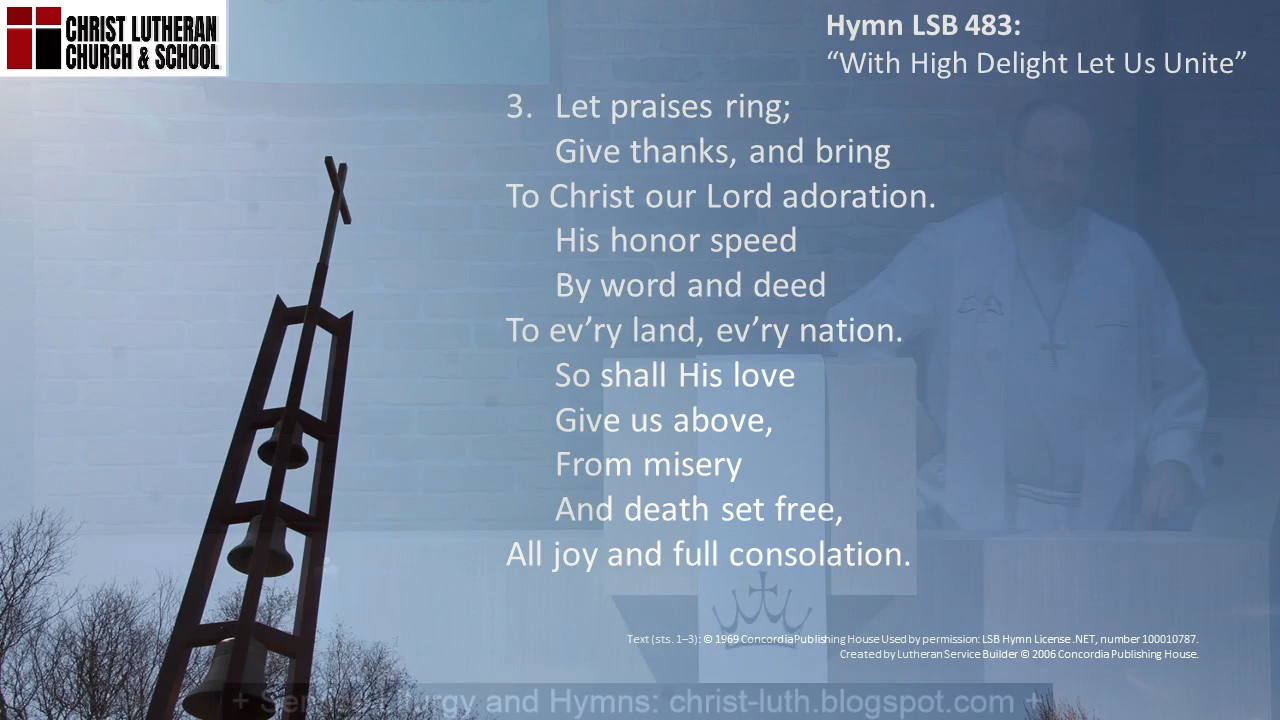 CHRIST LUTHERAN
CHURCH & SCHOOL
Hymn LSB 483:
“With High Delight Let Us Unite”
3. Let praises ring;
Give thanks, and bring
To Christ our Lord adoration.
His honor speed
By word and deed
To ev’ry land, ev’ry nation.
So shall His love
Give us above,
From misery
And death set free,
All joy and full consolation.
Text (sts. 1–3): © 1969 Concordia Publishing House Used by permission: LSB Hymn License .NET, number 100010787.
Created by Lutheran Service Builder © 2006 Concordia Publishing House.
+ Service Liturgy and Hymns: christ-luth.blogspot.com +